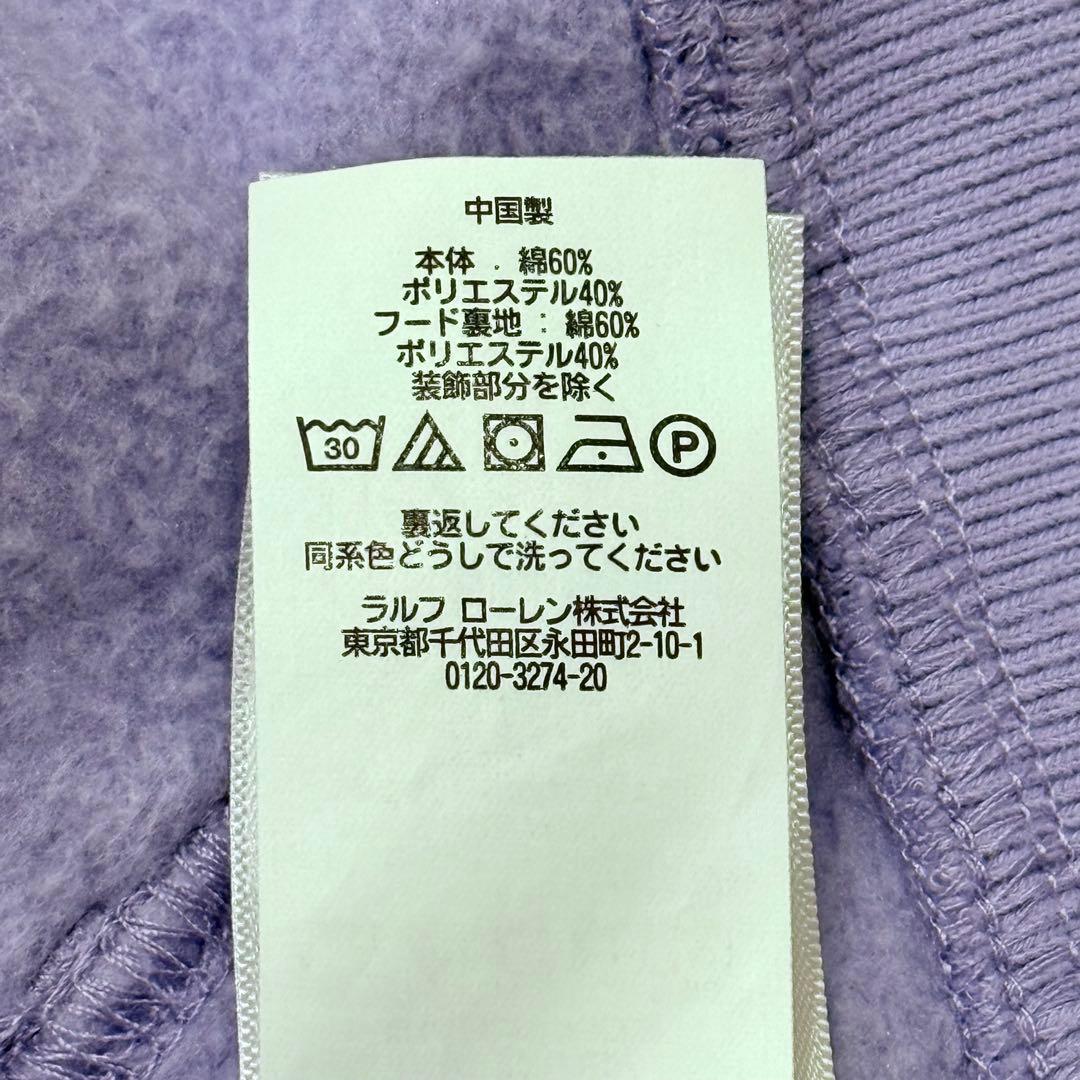 中国製
本体 : 綿60%
ポリエステル40%
フード裏地 : 綿60%
ポリエステル40%
装飾部分を除く
30 P
裏返してください
同系色どうしで洗ってください
ラルフ ローレン株式会社
東京都千代田区永田町2-10-1
0120-3274-20